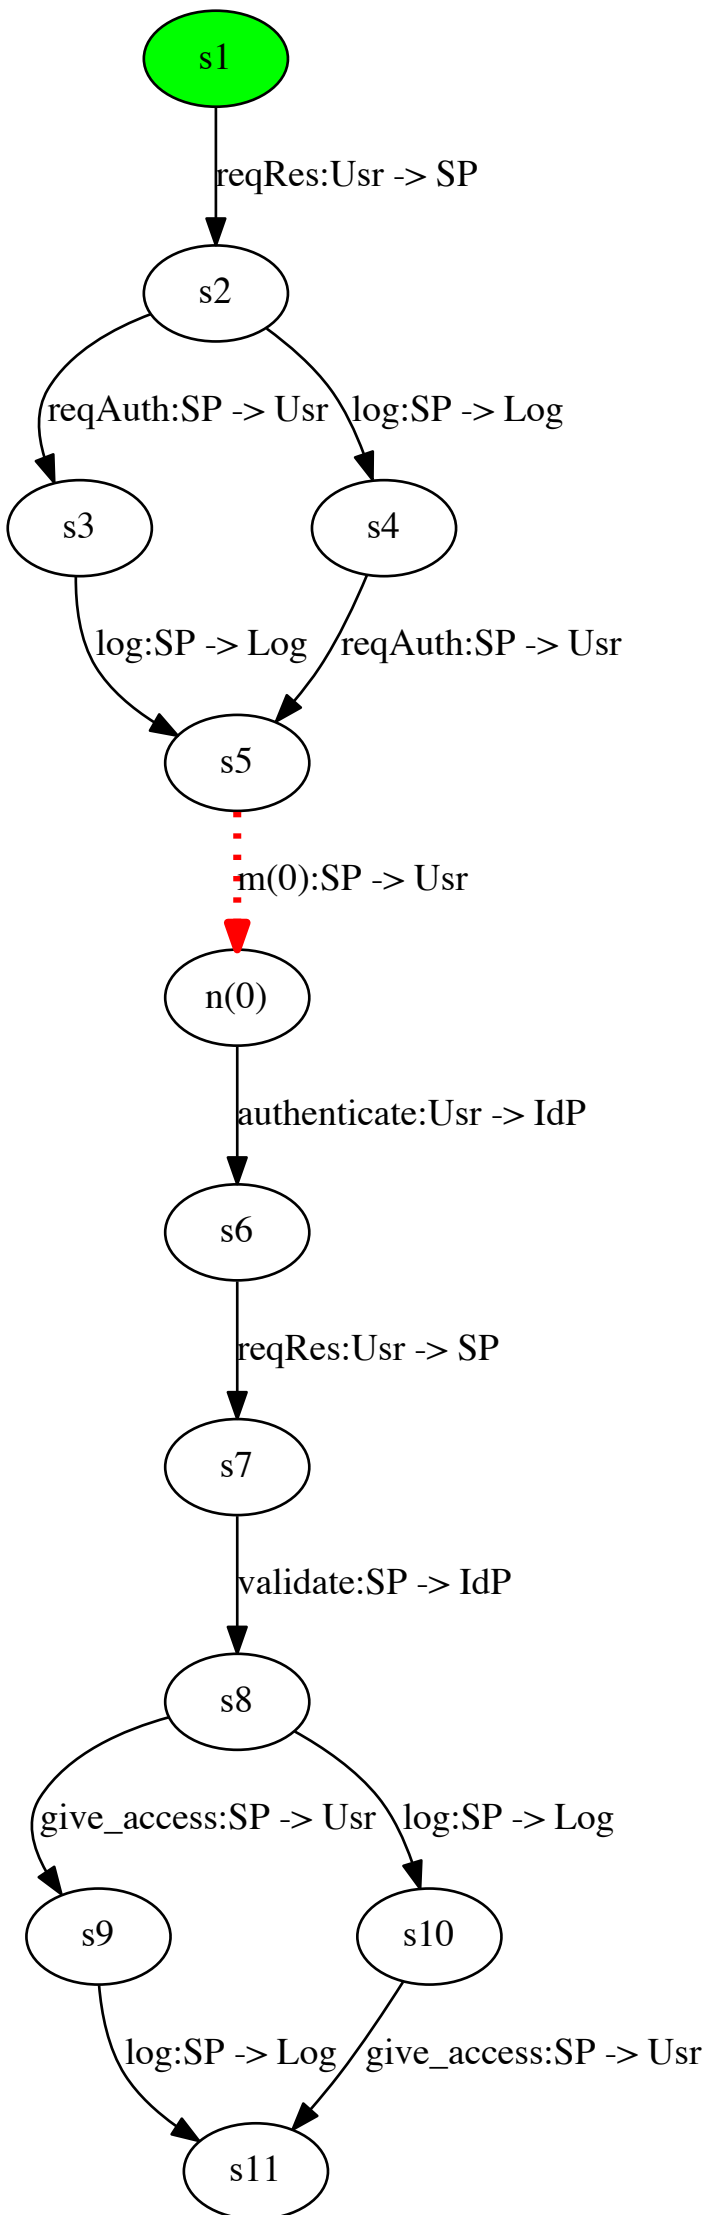 s1
reqRes:Usr -> SP
s2
reqAuth:SP -> Usr
log:SP -> Log
s3
s4
log:SP -> Log
reqAuth:SP -> Usr
s5
m(0):SP -> Usr
n(0)
authenticate:Usr -> IdP
s6
reqRes:Usr -> SP
s7
validate:SP -> IdP
s8
give_access:SP -> Usr
log:SP -> Log
s9
s10
log:SP -> Log
give_access:SP -> Usr
s11